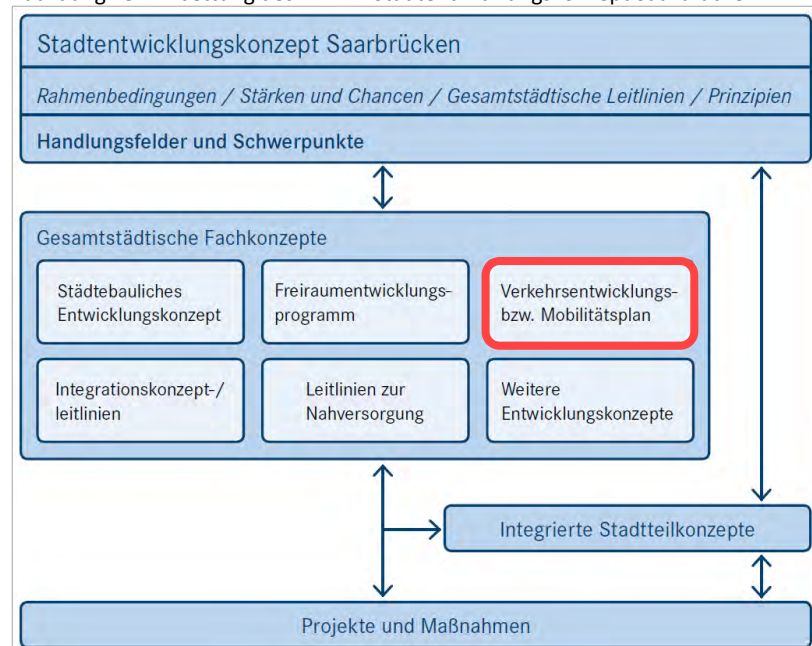 Stadtentwicklungskonzept Saarbrücken
Rahmenbedingungen / Stärken und Chancen / Gesamtstädtische Leitlinien / Prinzipien
Handlungsfelder und Schwerpunkte
Gesamtstädtische Fachkonzepte
Städtebauliches
Entwicklungskonzept
Freiraumentwicklungs-
programm
Verkehrsentwicklungs-
bzw. Mobilitätsplan
Integrationskonzept-/
leitlinien
Leitlinien zur
Nahversorgung
Weitere
Entwicklungskonzepte
Integrierte Stadtteilkonzepte
Projekte und Maßnahmen